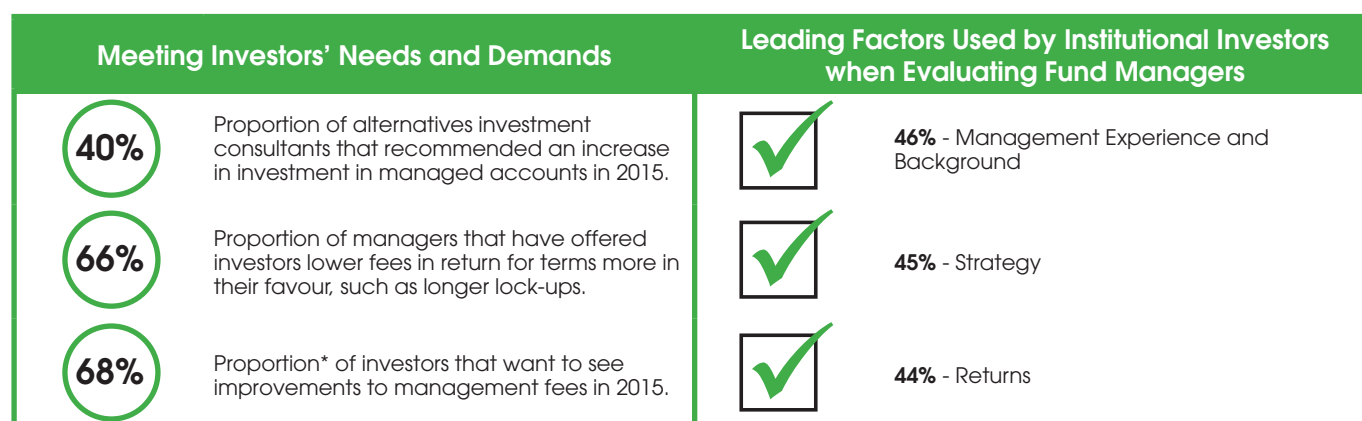 Meeting Investors’ Needs and Demands
40%
Proportion of alternatives investment
consultants that recommended an increase
in investment in managed accounts in 2015.
66%
Proportion of managers that have offered
investors lower fees in return for terms more in
their favour, such as longer lock-ups.
68%
Proportion* of investors that want to see
improvements to management fees in 2015.
Leading Factors Used by Institutional Investors
when Evaluating Fund Managers
46% - Management Experience and
Background
45% - Strategy
44% - Returns